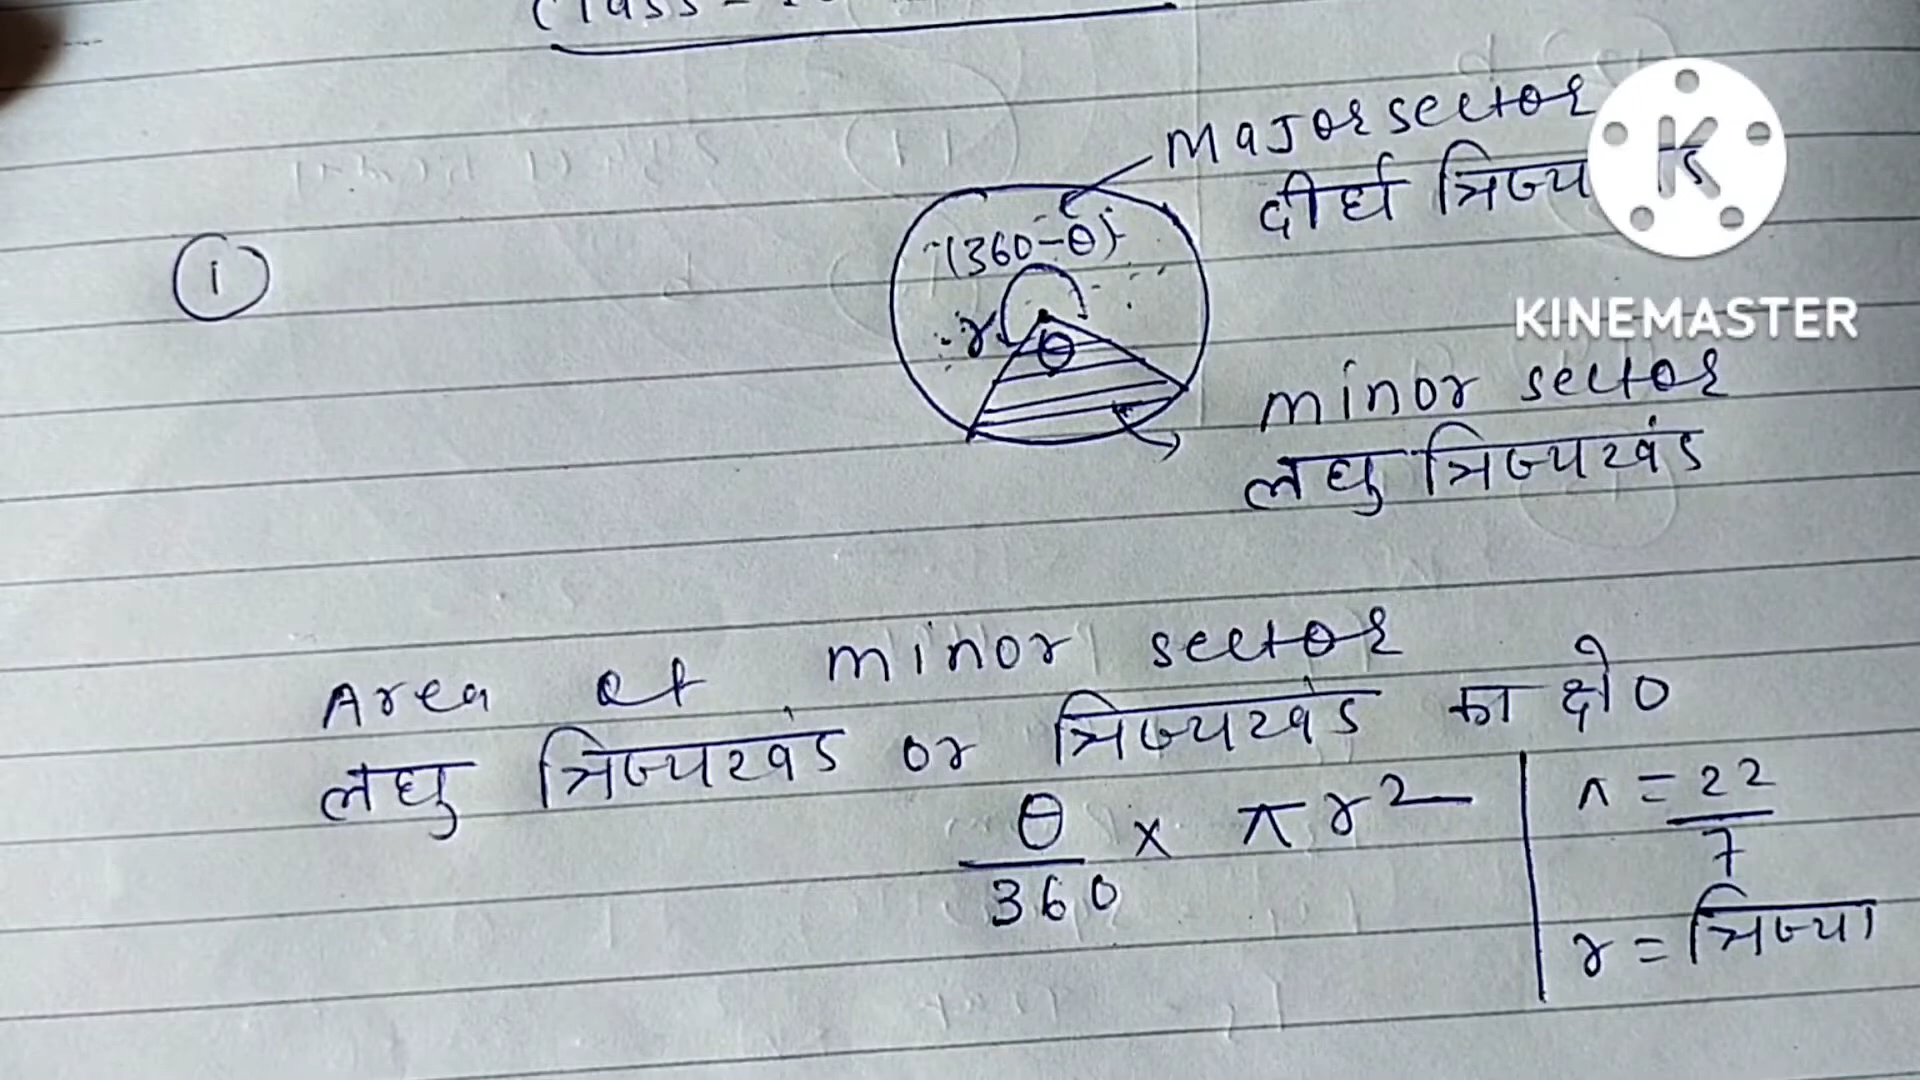 class -
Major sector
दीर्घ
(360-θ)
r
θ
1
KINEMASTER
minor sector
लघु त्रिज्यखंड
Area of minor sector
लघु त्रिज्यखंड or त्रिज्यखंड का क्षे०
θ/360 × πr²
π = 22/7
r = त्रिज्या